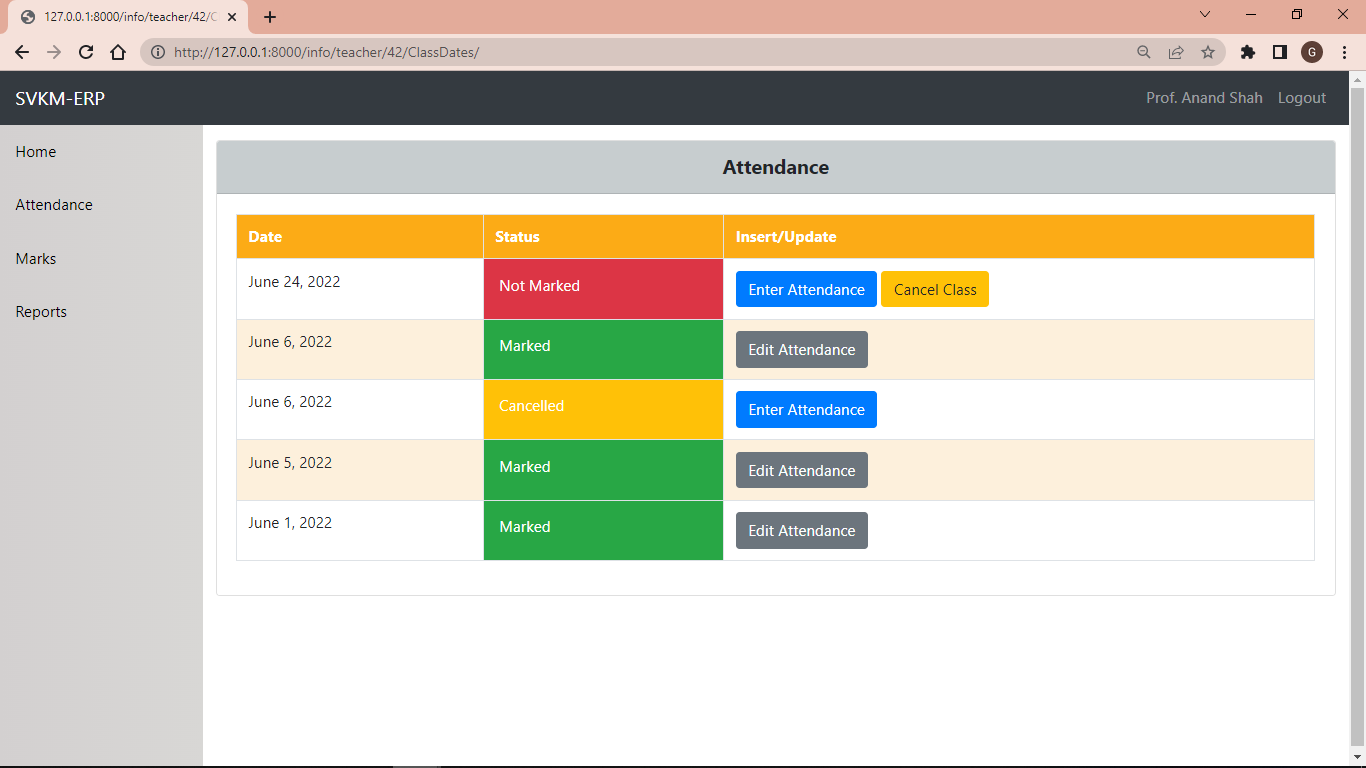 127.0.0.1:8000/info/teacher/42/C
http://127.0.0.1:8000/info/teacher/42/ClassDates/
G
SVKM-ERP
Prof. Anand Shah Logout
Home
Attendance
Marks
Reports
Attendance
Date Status Insert/Update
June 24, 2022 Not Marked Enter Attendance Cancel Class
June 6, 2022 Marked Edit Attendance
June 6, 2022 Cancelled Enter Attendance
June 5, 2022 Marked Edit Attendance
June 1, 2022 Marked Edit Attendance